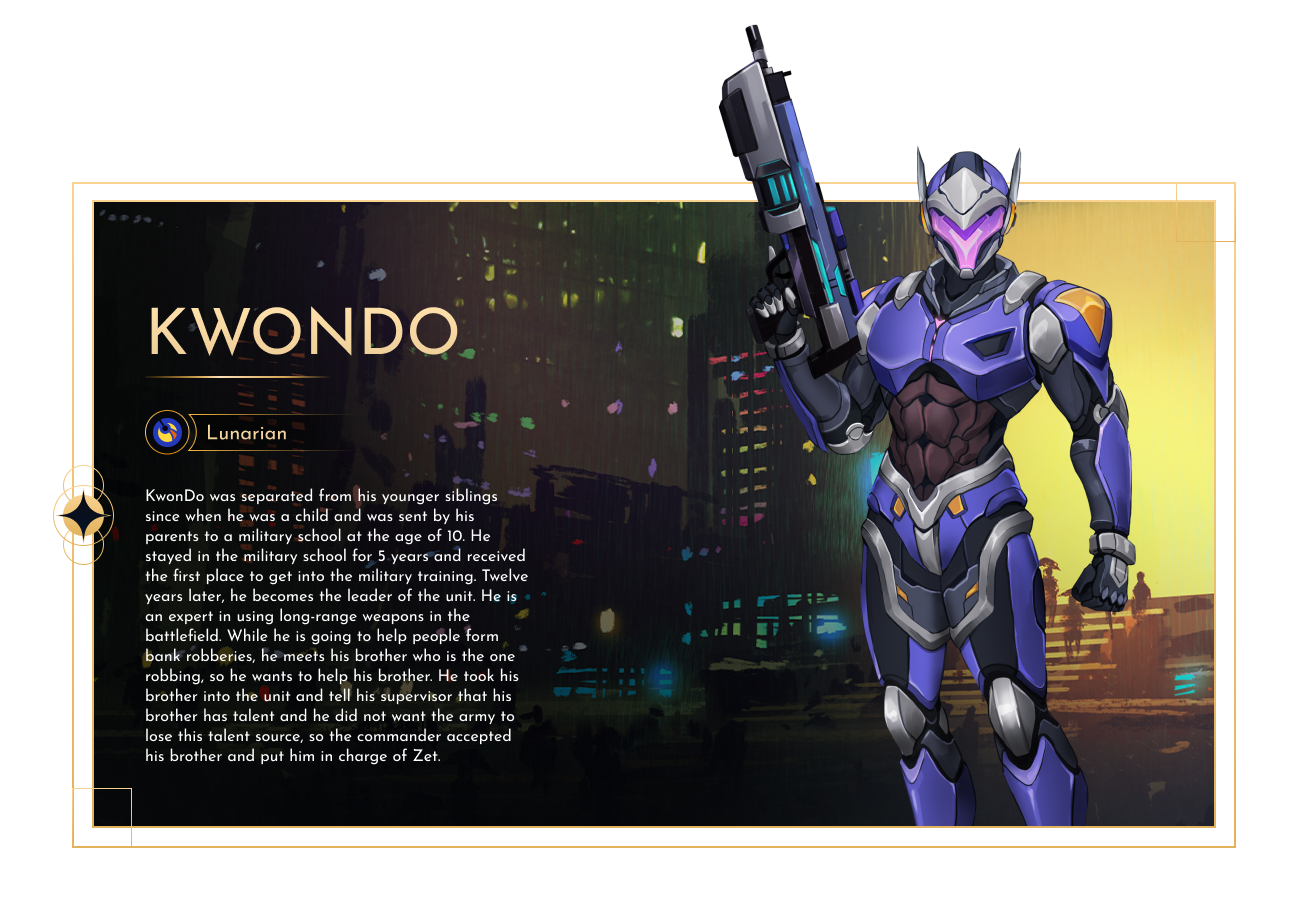 KWONDO
Lunarian
KwonDo was separated from his younger siblings
since when he was a child and was sent by his
parents to a military school at the age of 10. He
stayed in the military school for 5 years and received
the first place to get into the military training. Twelve
years later, he becomes the leader of the unit. He is
an expert in using long-range weapons in the
battlefield. While he is going to help people form
bank robberies, he meets his brother who is the one
robbing, so he wants to help his brother. He took his
brother into the unit and tell his supervisor that his
brother has talent and he did not want the army to
lose this talent source, so the commander accepted
his brother and put him in charge of Zet.